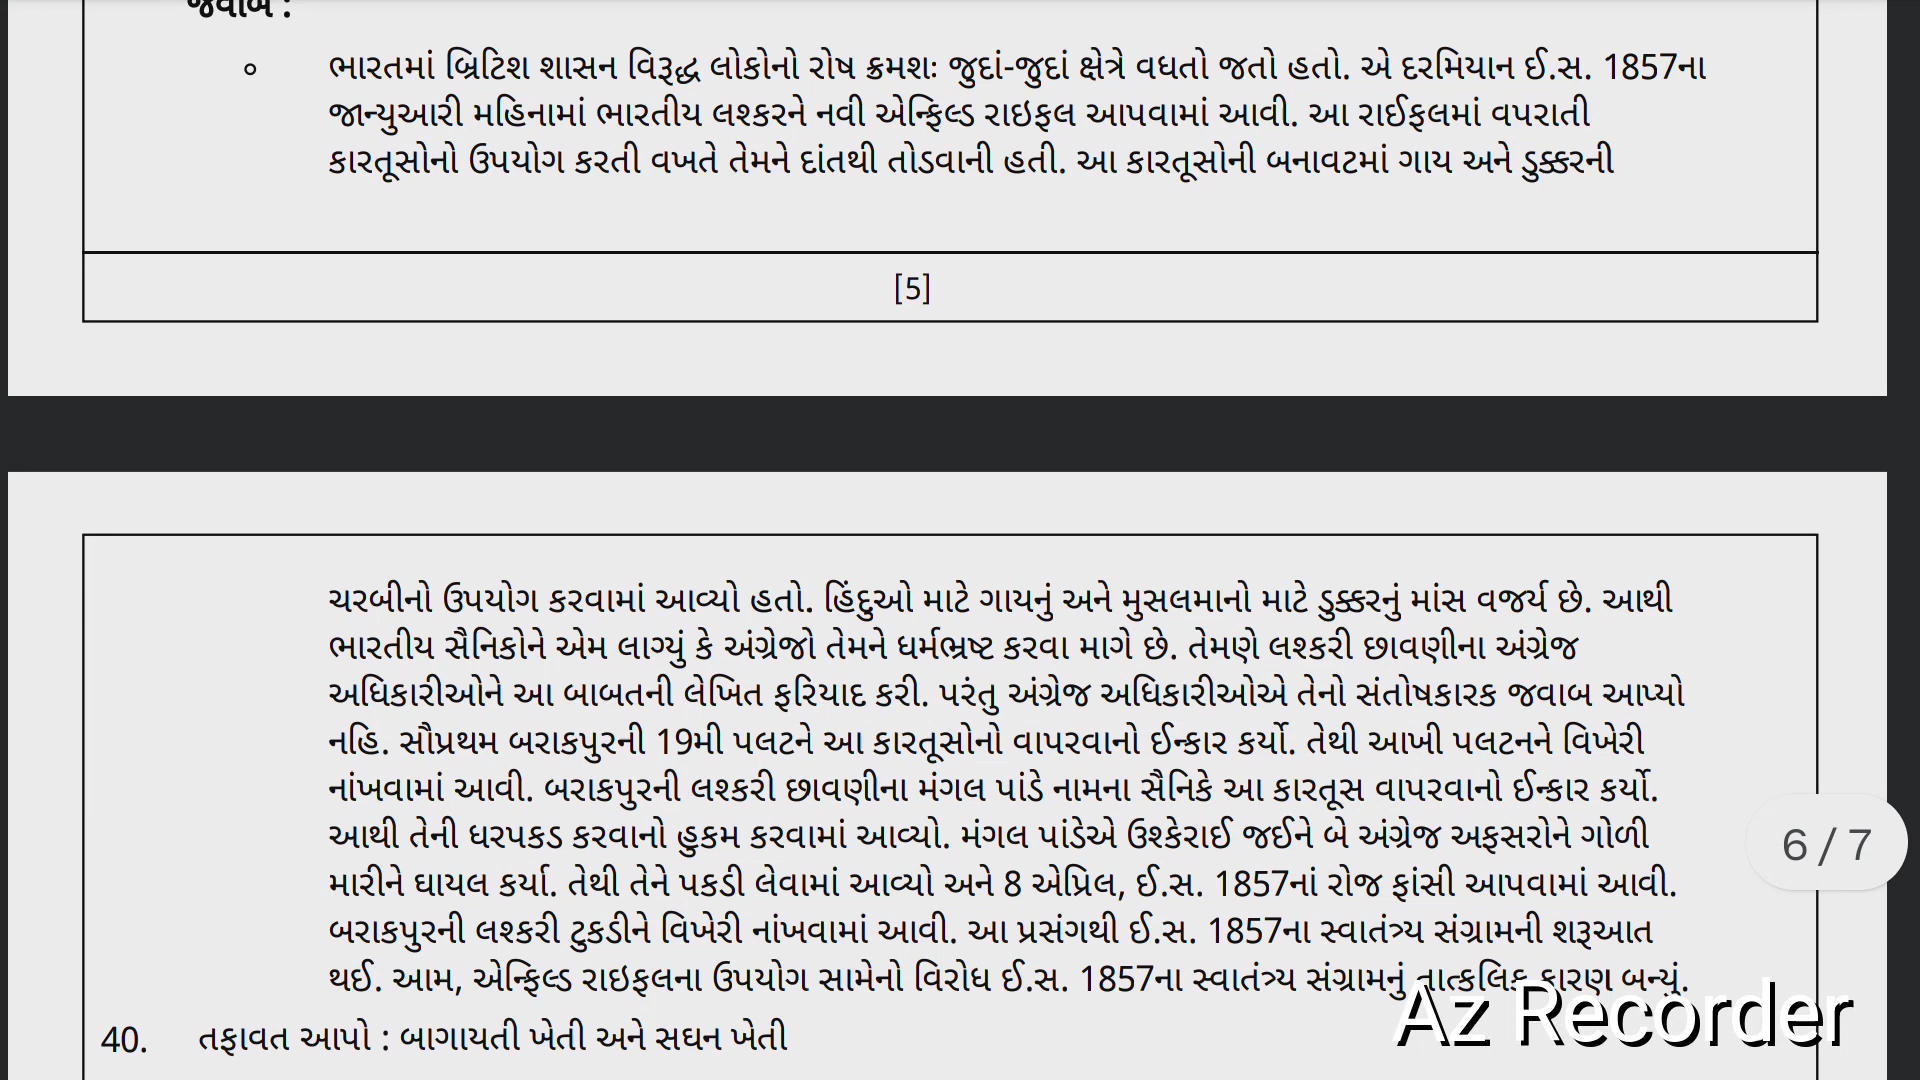 જવાબ :
ભારતમાં બ્રિટિશ શાસન વિરૂદ્ધ લોકોનો રોષ ક્રમશઃ જુદાં-જુદાં ક્ષેત્રે વધતો જતો હતો. એ દરમિયાન ઈ.સ. 1857ના
જાન્યુઆરી મહિનામાં ભારતીય લશ્કરને નવી એન્ફિલ્ડ રાઇફલ આપવામાં આવી. આ રાઈફલમાં વપરાતી
કારતૂસોનો ઉપયોગ કરતી વખતે તેમને દાંતથી તોડવાની હતી. આ કારતૂસોની બનાવટમાં ગાય અને ડુક્કરની
[5]
ચરબીનો ઉપયોગ કરવામાં આવ્યો હતો. હિંદુઓ માટે ગાયનું અને મુસલમાનો માટે ડુક્કરનું માંસ વર્જ્ય છે. આથી
ભારતીય સૈનિકોને એમ લાગ્યું કે અંગ્રેજો તેમને ધર્મભ્રષ્ટ કરવા માગે છે. તેમણે લશ્કરી છાવણીના અંગ્રેજ
અધિકારીઓને આ બાબતની લેખિત ફરિયાદ કરી. પરંતુ અંગ્રેજ અધિકારીઓએ તેનો સંતોષકારક જવાબ આપ્યો
નહિ. સૌપ્રથમ બરાકપુરની 19મી પલટને આ કારતૂસોનો વાપરવાનો ઈન્કાર કર્યો. તેથી આખી પલટનને વિખેરી
નાંખવામાં આવી. બરાકપુરની લશ્કરી છાવણીના મંગલ પાંડે નામના સૈનિકે આ કારતૂસ વાપરવાનો ઈન્કાર કર્યો.
આથી તેની ધરપકડ કરવાનો હુકમ કરવામાં આવ્યો. મંગલ પાંડેએ ઉશ્કેરાઈ જઈને બે અંગ્રેજ અફસરોને ગોળી
મારીને ઘાયલ કર્યા. તેથી તેને પકડી લેવામાં આવ્યો અને 8 એપ્રિલ, ઈ.સ. 1857નાં રોજ ફાંસી આપવામાં આવી.
બરાકપુરની લશ્કરી ટુકડીને વિખેરી નાંખવામાં આવી. આ પ્રસંગથી ઈ.સ. 1857ના સ્વાતંત્ર્ય સંગ્રામની શરૂઆત
થઈ. આમ, એન્ફિલ્ડ રાઇફલના ઉપયોગ સામેનો વિરોધ ઈ.સ. 1857ના સ્વાતંત્ર્ય સંગ્રામનું તાત્કલિક કારણ બન્યું.
40. તફાવત આપો : બાગાયતી ખેતી અને સઘન ખેતી
6 / 7
Az Recorder